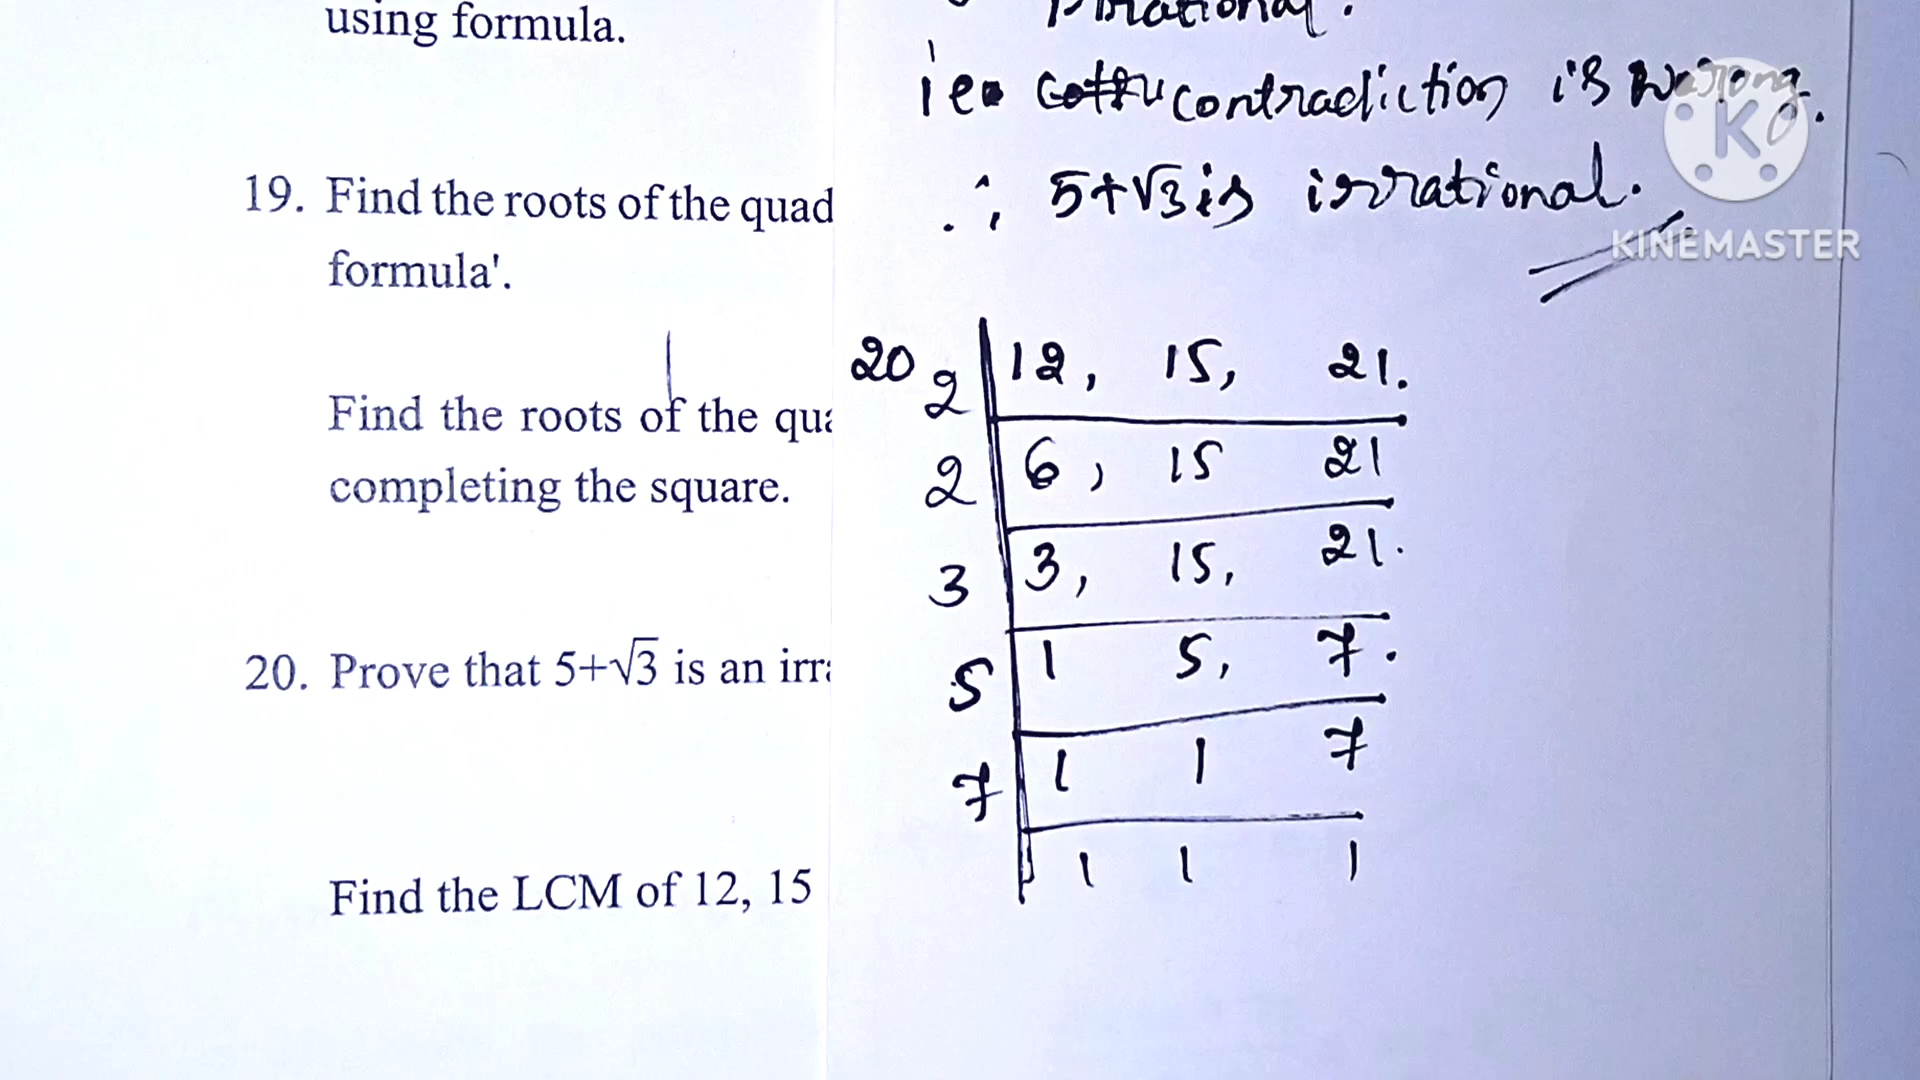 using formula.
19. Find the roots of the quad
formula'.
Find the roots of the qua
completing the square.
20. Prove that 5+√3 is an irra
Find the LCM of 12, 15
ie contradiction is wrong.
∴ 5+√3 is irrational.
KINEMASTER
20 2 | 12, 15, 21.
2 | 6, 15 21
3 | 3, 15, 21.
5 | 1 5, 7.
7 | 1 1 7
1 1 1